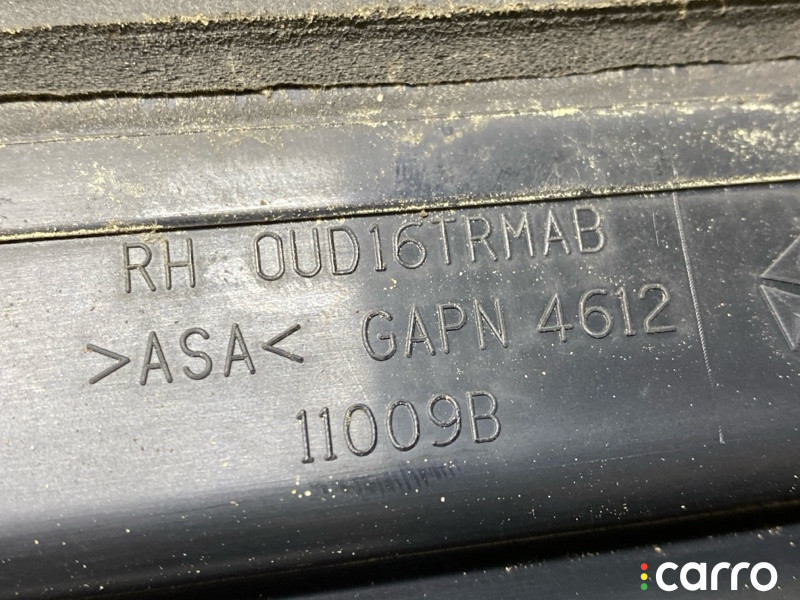 RH 0UD16TRMAB
>ASA< GAPN 4612
11009B
carro